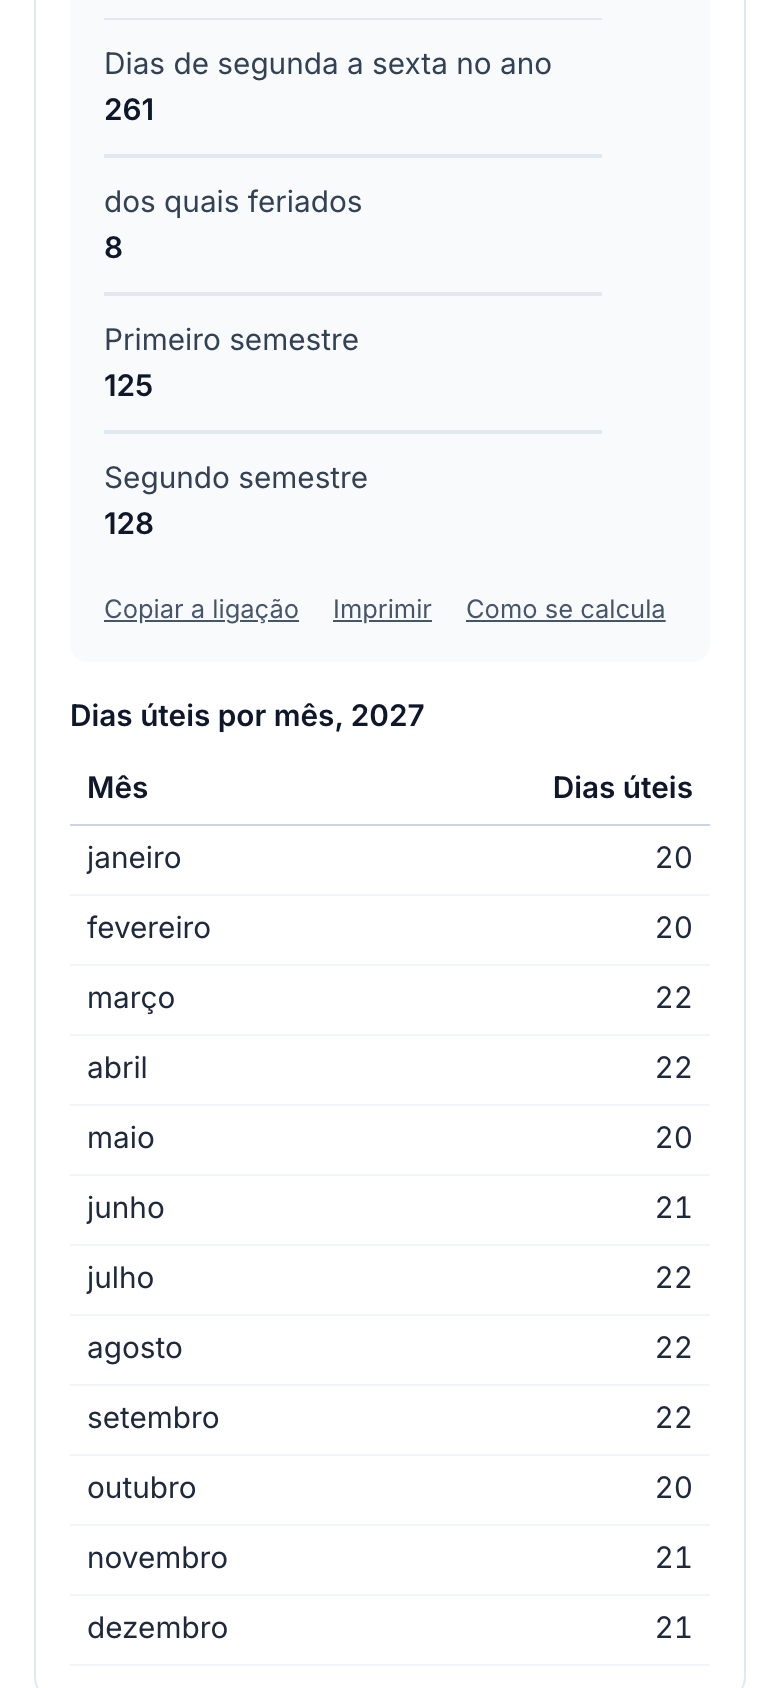 Dias de segunda a sexta no ano
261
dos quais feriados
8
Primeiro semestre
125
Segundo semestre
128
Copiar a ligação Imprimir Como se calcula
Dias úteis por mês, 2027
Mês Dias úteis
janeiro 20
fevereiro 20
março 22
abril 22
maio 20
junho 21
julho 22
agosto 22
setembro 22
outubro 20
novembro 21
dezembro 21